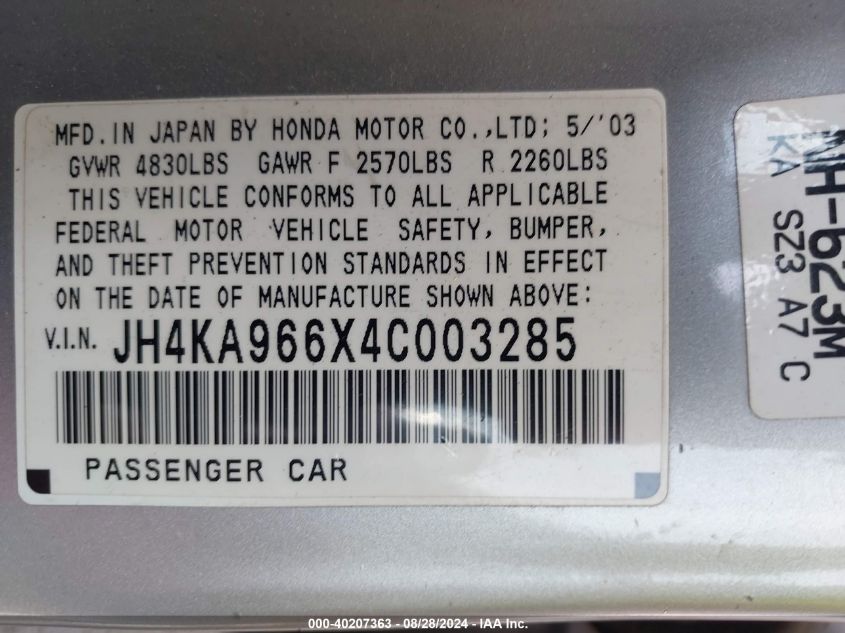 MFD.IN JAPAN BY HONDA MOTOR CO.,LTD; 5/'03
GVWR 4830LBS GAWR F 2570LBS R 2260LBS
THIS VEHICLE CONFORMS TO ALL APPLICABLE
FEDERAL MOTOR VEHICLE SAFETY, BUMPER,
AND THEFT PREVENTION STANDARDS IN EFFECT
ON THE DATE OF MANUFACTURE SHOWN ABOVE:
V.I.N. JH4KA966X4C003285
PASSENGER CAR
NH-623M
KA SZ3 A7 C
000-40207363 - 08/28/2024 - IAA Inc.